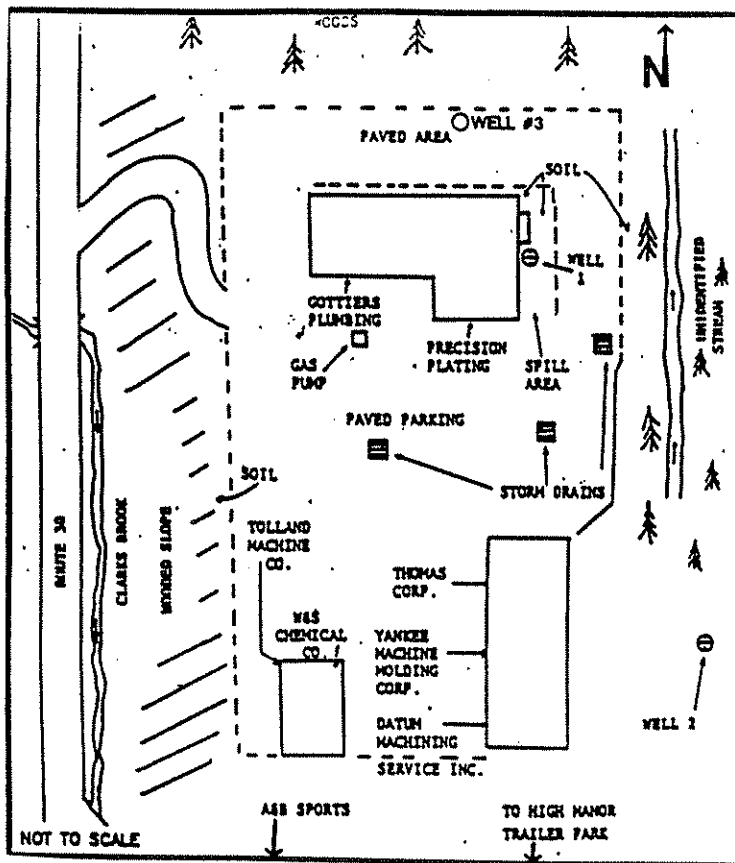 WOODS
N
WELL #3
PAVED AREA
SOIL
WELL
1
GOTTIERS
PLUMBING
PRECISION
PLATING
SPILL
AREA
GAS
PUMP
UNIDENTIFIED
STREAM
PAVED PARKING
STORM DRAINS
SOIL
ROUTE 30
CLARKS BROOK
WOODED SLOPE
TOLLAND
MACHINE
CO.
THOMAS
CORP.
W&S
CHEMICAL
CO.
YANKEE
MACHINE
MOLDING
CORP.
DATUM
MACHINING
SERVICE INC.
WELL 2
A&B SPORTS
TO HIGH MANOR
TRAILER PARK
NOT TO SCALE